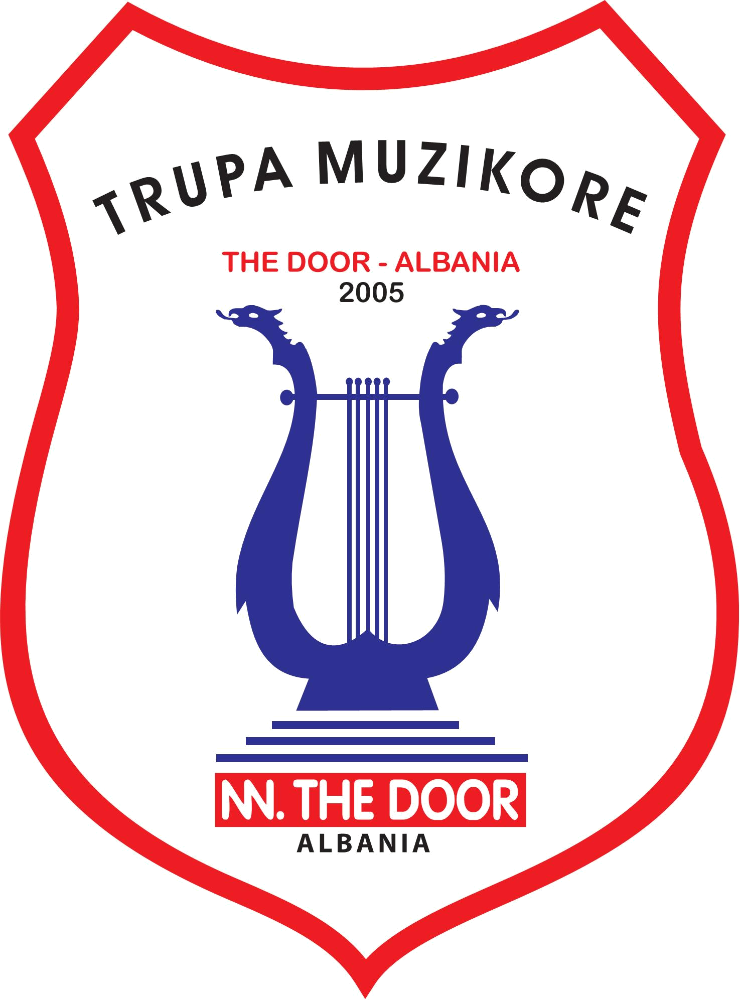 TRUPA MUZIKORE
THE DOOR - ALBANIA
2005
NN. THE DOOR
ALBANIA